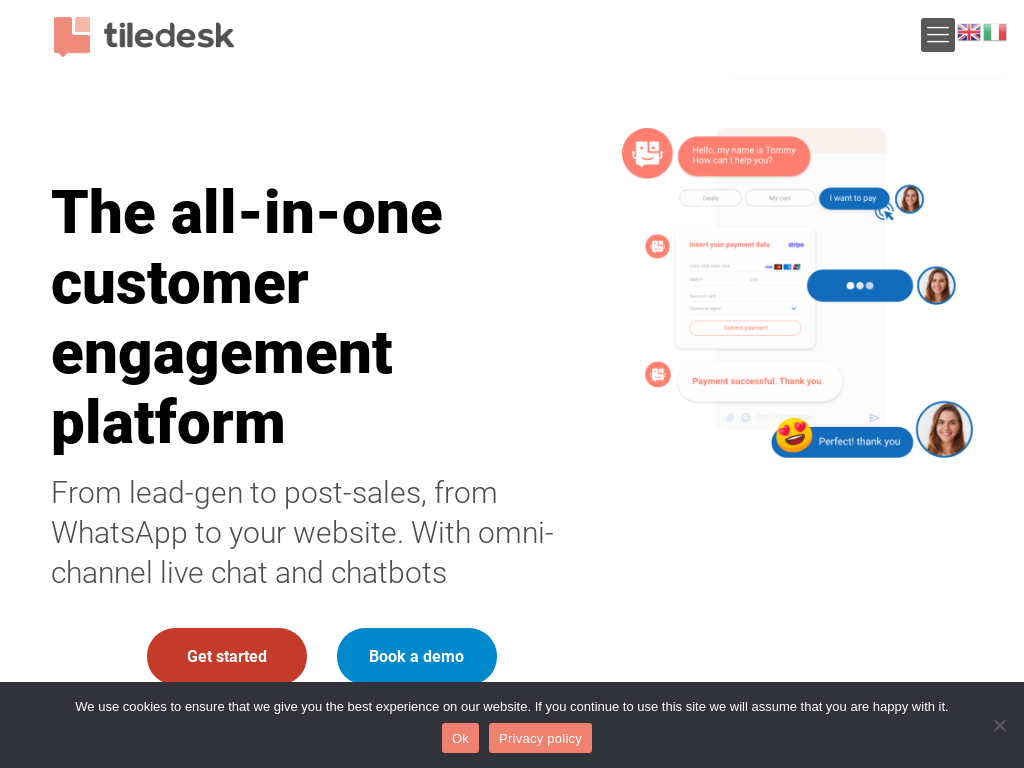 tiledesk
Hello, my name is Tommy
How can I help you?
Deals
My cart
I want to pay
Insert your payment data
stripe
Submit payment
Payment successful. Thank you
Perfect! thank you
The all-in-one
customer
engagement
platform
From lead-gen to post-sales, from
WhatsApp to your website. With omni-
channel live chat and chatbots
Get started
Book a demo
We use cookies to ensure that we give you the best experience on our website. If you continue to use this site we will assume that you are happy with it.
Ok
Privacy policy